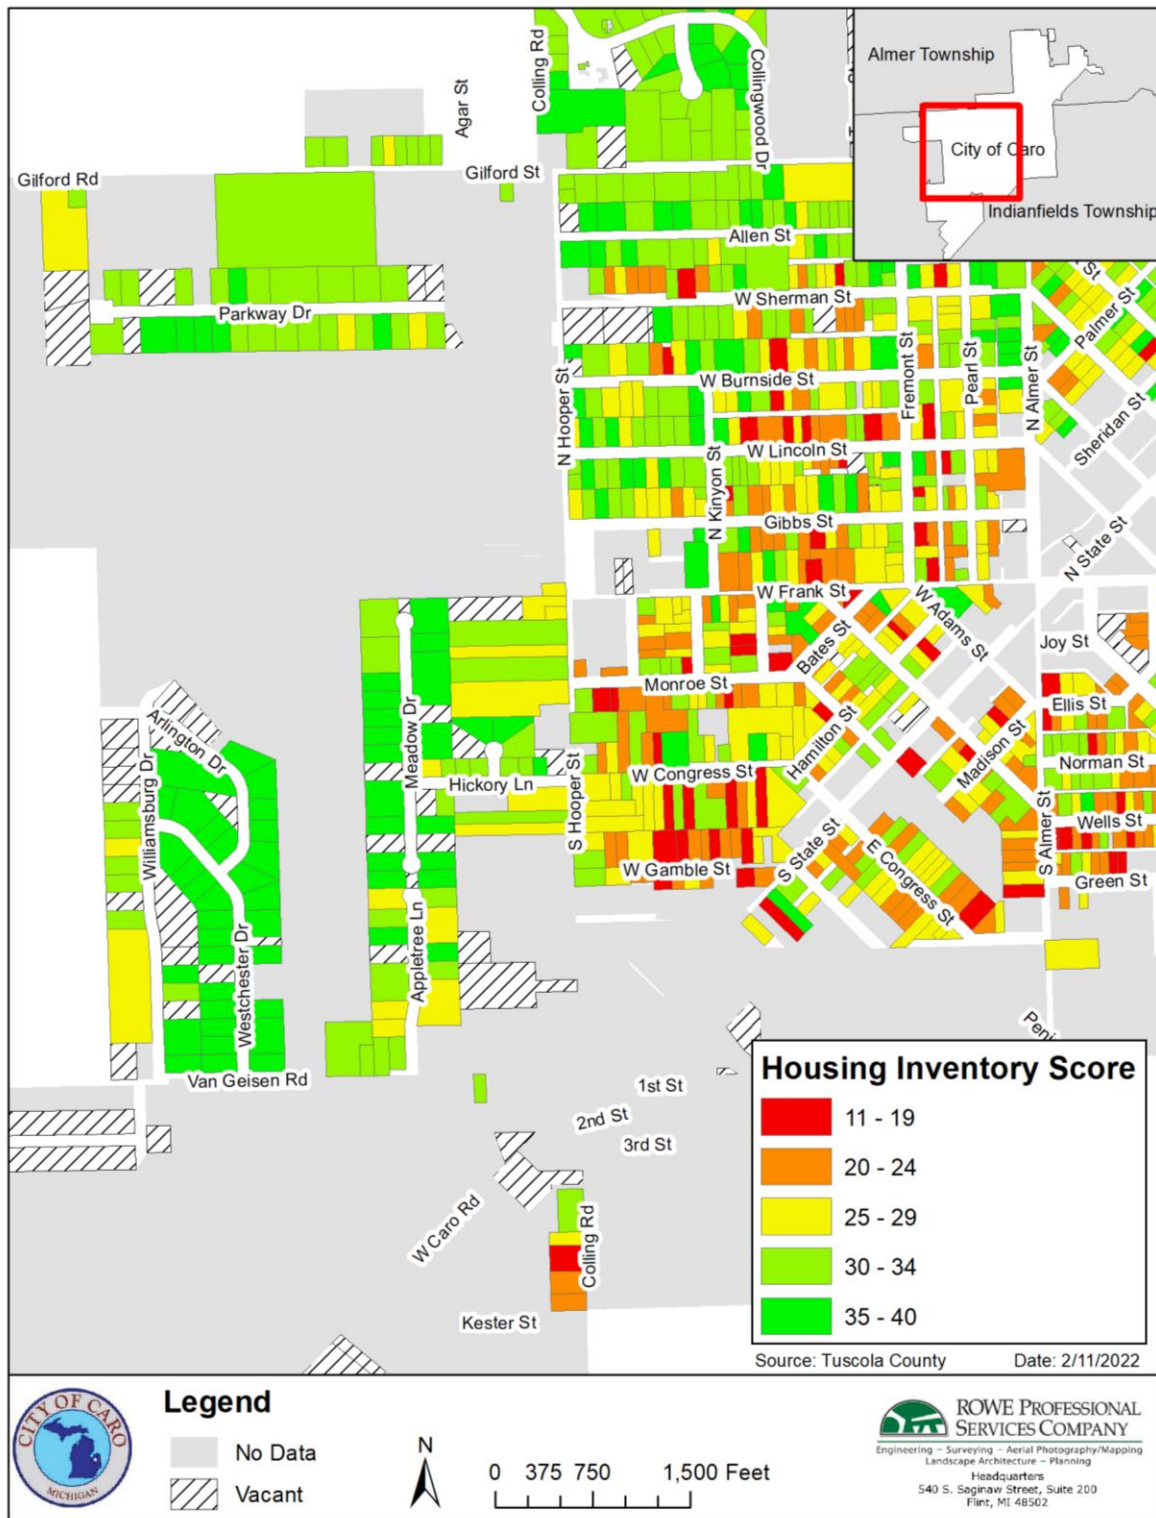 Almer Township
City of Caro
Indianfields Township
Colling Rd
Collingwood Dr
Agar St
Gilford Rd
Gilford St
Allen St
W Sherman St
Parkway Dr
W Burnside St
N Hooper St
Fremont St
Pearl St
N Almer St
Palmer St
Sheridan St
W Lincoln St
N Kinyon St
Gibbs St
N State St
W Frank St
W Adams St
Bates St
Joy St
Monroe St
Ellis St
Hamilton St
Madison St
Norman St
Arlington Dr
Meadow Dr
Hickory Ln
W Congress St
S Hooper St
Williamsburg Dr
Wells St
S Almer St
W Gamble St
S State St
E Congress St
Green St
Westchester Dr
Appletree Ln
Van Geisen Rd
1st St
2nd St
3rd St
W Caro Rd
Colling Rd
Kester St
Housing Inventory Score
11 - 19
20 - 24
25 - 29
30 - 34
35 - 40
Source: Tuscola County Date: 2/11/2022
CITY OF CARO
MICHIGAN
Legend
No Data
Vacant
N
0 375 750 1,500 Feet
ROWE PROFESSIONAL
SERVICES COMPANY
Engineering – Surveying – Aerial Photography/Mapping
Landscape Architecture – Planning
Headquarters
540 S. Saginaw Street, Suite 200
Flint, MI 48502